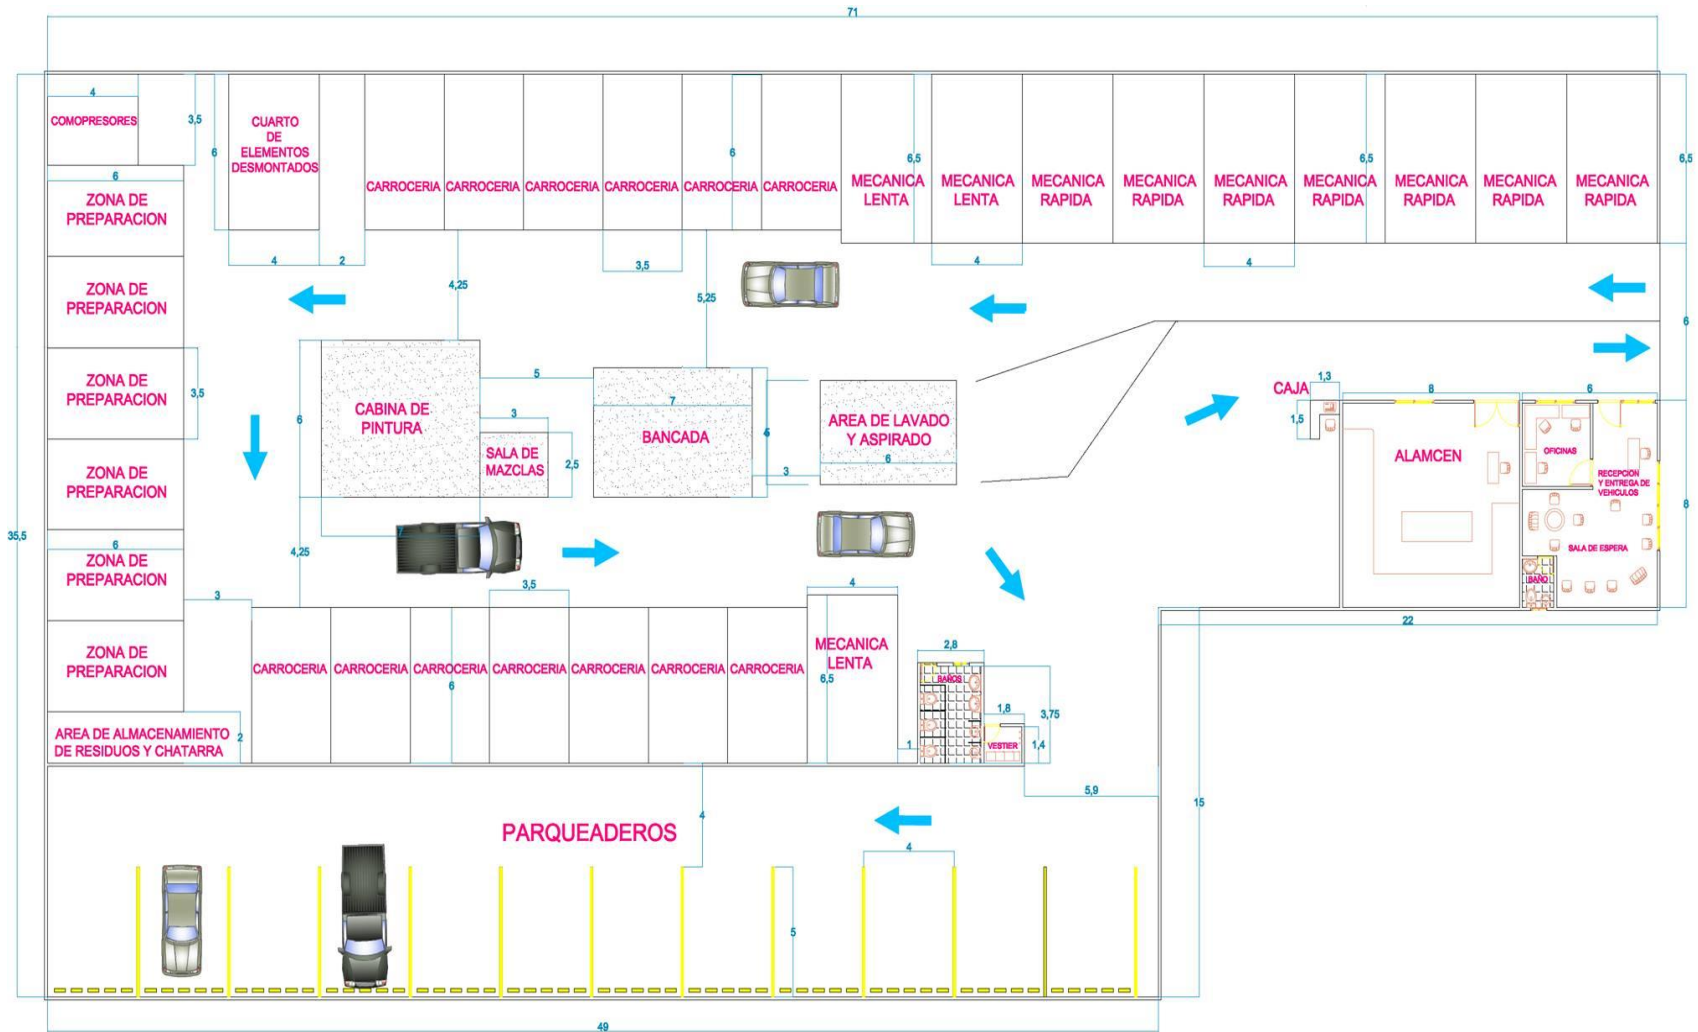 71
4
COMOPRESORES
3,5
6
CUARTO
DE
ELEMENTOS
DESMONTADOS
CARROCERIA
CARROCERIA
CARROCERIA
CARROCERIA
6
CARROCERIA
CARROCERIA
MECANICA
LENTA
6,5
MECANICA
LENTA
MECANICA
RAPIDA
MECANICA
RAPIDA
MECANICA
RAPIDA
6,5
MECANICA
RAPIDA
MECANICA
RAPIDA
MECANICA
RAPIDA
MECANICA
RAPIDA
6,5
6
ZONA DE
PREPARACION
4
2
3,5
4
4
4,25
5,25
ZONA DE
PREPARACION
6
ZONA DE
PREPARACION
3,5
6
CABINA DE
PINTURA
5
3
SALA DE
MAZCLAS
2,5
7
BANCADA
3
AREA DE LAVADO
Y ASPIRADO
6
CAJA
1,3
1,5
8
6
ALAMCEN
OFICINAS
RECEPCION
Y ENTREGA DE
VEHICULOS
SALA DE ESPERA
BAÑO
8
22
ZONA DE
PREPARACION
35,5
6
ZONA DE
PREPARACION
4,25
7
3
3,5
4
ZONA DE
PREPARACION
CARROCERIA
CARROCERIA
CARROCERIA
6
CARROCERIA
CARROCERIA
CARROCERIA
CARROCERIA
MECANICA
LENTA
6,5
2,8
BAÑOS
1
1,8
VESTIER
1,4
3,75
AREA DE ALMACENAMIENTO
DE RESIDUOS Y CHATARRA
2
5,9
15
PARQUEADEROS
4
4
5
49